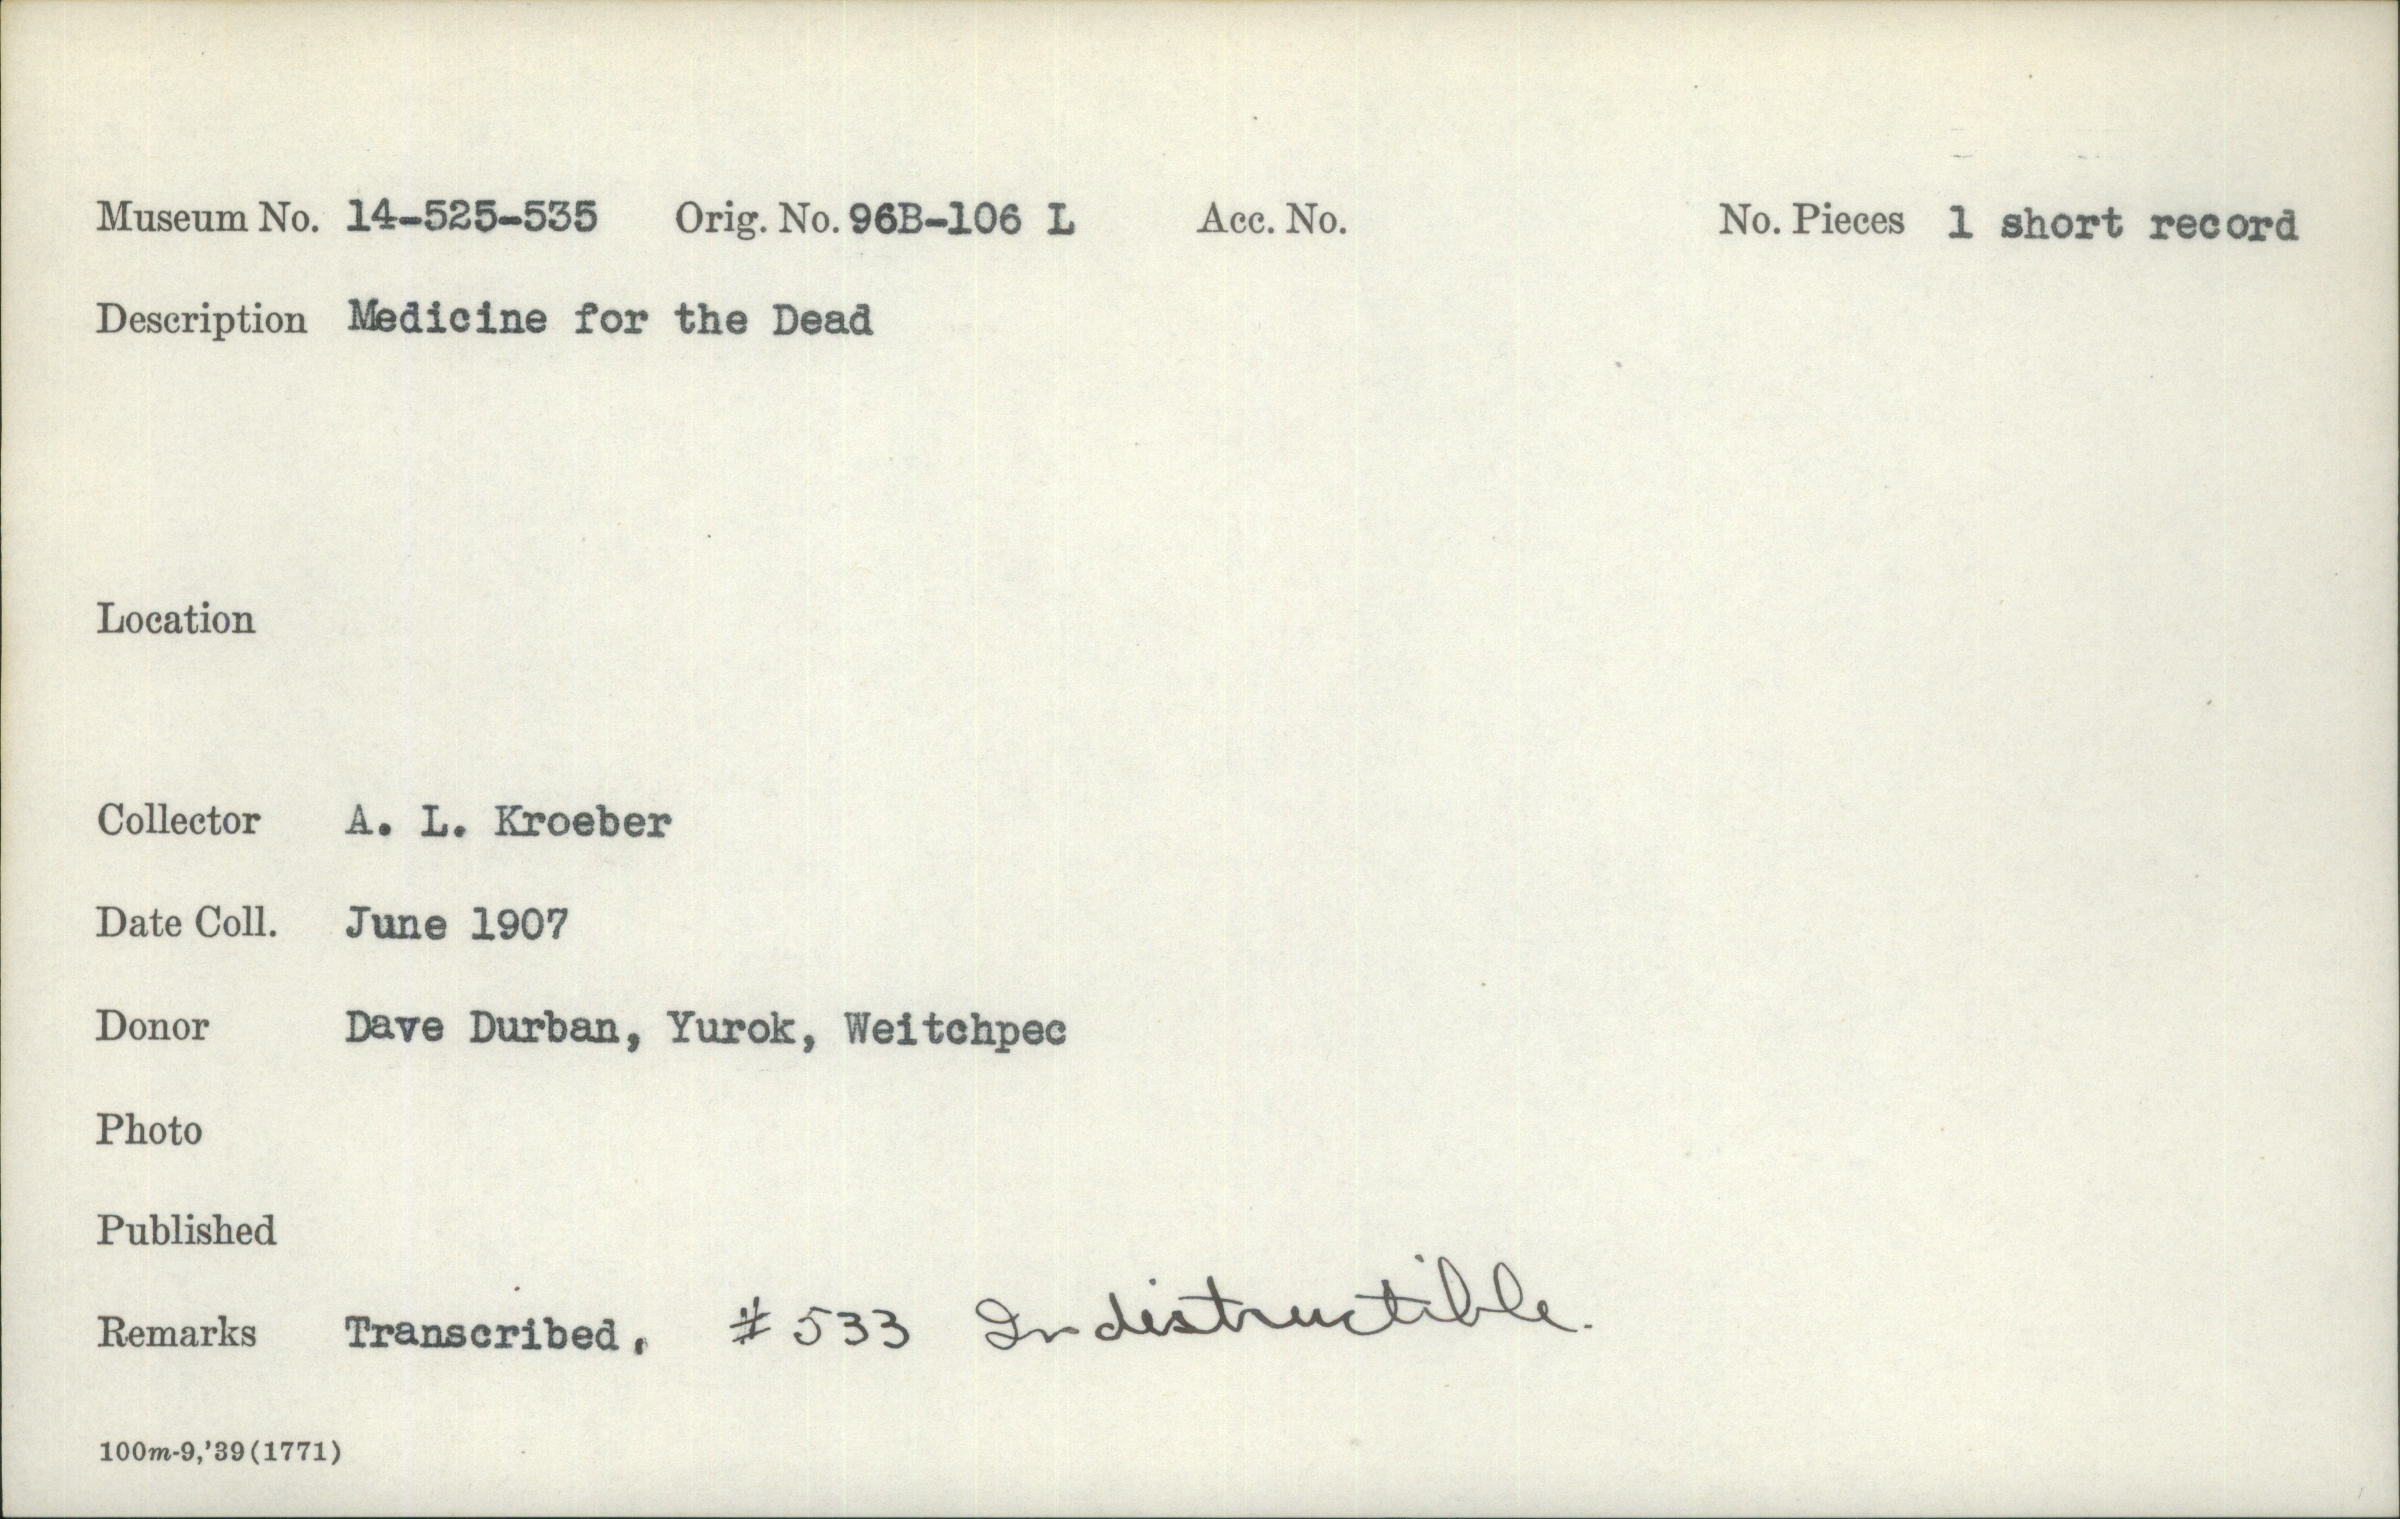 Museum No. 14-525-535 Orig. No. 96B-106 L Acc. No. No. Pieces 1 short record
Description Medicine for the Dead
Location
Collector A. L. Kroeber
Date Coll. June 1907
Donor Dave Durban, Yurok, Weitchpec
Photo
Published
Remarks Transcribed, #533 Indistructible.
100m-9,'39(1771)